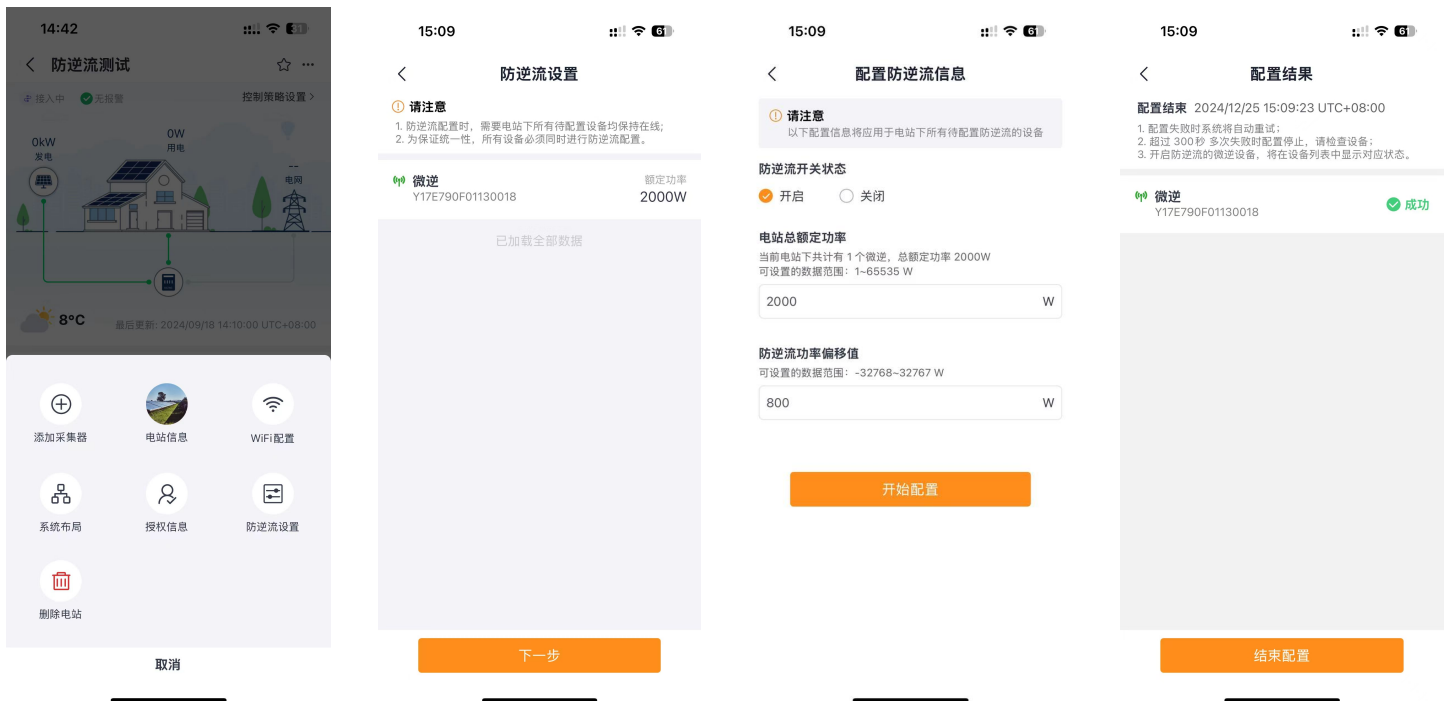 14:42
31
防逆流测试
接入中
无报警
控制策略设置
0kW
发电
0W
用电
--
电网
8°C
最后更新: 2024/09/18 14:10:00 UTC+08:00
添加采集器
电站信息
WiFi配置
系统布局
授权信息
防逆流设置
删除电站
取消
15:09
61
防逆流设置
请注意
1. 防逆流配置时，需要电站下所有待配置设备均保持在线;
2. 为保证统一性，所有设备必须同时进行防逆流配置。
微逆
额定功率
Y17E790F01130018
2000W
已加载全部数据
下一步
15:09
61
配置防逆流信息
请注意
以下配置信息将应用于电站下所有待配置防逆流的设备
防逆流开关状态
开启
关闭
电站总额定功率
当前电站下共计有 1 个微逆，总额定功率 2000W
可设置的数据范围：1~65535 W
2000 W
防逆流功率偏移值
可设置的数据范围：-32768~32767 W
800 W
开始配置
15:09
61
配置结果
配置结束 2024/12/25 15:09:23 UTC+08:00
1. 配置失败时系统将自动重试；
2. 超过 300秒 多次失败时配置停止，请检查设备；
3. 开启防逆流的微逆设备，将在设备列表中显示对应状态。
微逆
Y17E790F01130018
成功
结束配置